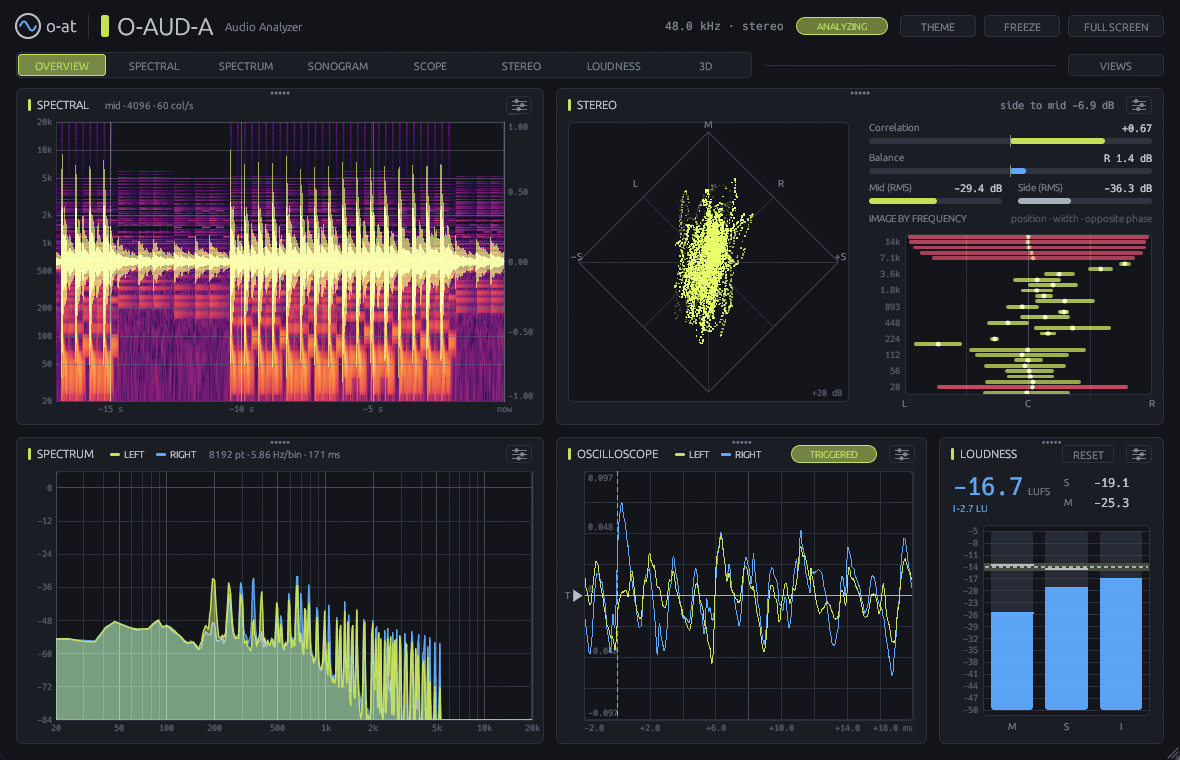 o-at O-AUD-A Audio Analyzer 48.0 kHz · stereo ANALYZING THEME FREEZE FULL SCREEN
OVERVIEW SPECTRAL SPECTRUM SONOGRAM SCOPE STEREO LOUDNESS 3D VIEWS
SPECTRAL mid · 4096 · 60 col/s
20k
10k
5k
2k
1k
500
200
100
50
20
1.00
0.50
0.00
-0.50
-1.00
-15 s -10 s -5 s now
STEREO side to mid -6.9 dB
M
L R
-S +S
+20 dB
Correlation +0.67
Balance R 1.4 dB
Mid (RMS) -29.4 dB Side (RMS)
IMAGE BY FREQUENCY position · width · opposite phase
14k
7.1k
3.6k
1.8k
893
448
224
112
56
28
L C R
SPECTRUM LEFT RIGHT 8192 pt · 5.86 Hz/bin · 171 ms
0
-12
-24
-36
-48
-60
-72
-84
20 50 100 200 500 1k 2k 5k 10k 20k
OSCILLOSCOPE LEFT RIGHT TRIGGERED
0.097
0.048
T
-0.097
-2.0 +2.0 +6.0 +10.0 +14.0 +18.0 ms
LOUDNESS RESET
-16.7 LUFS
I -2.7 LU
S -19.1
M -25.3
-5
-8
-11
-14
-17
-20
-23
-26
-29
-32
-35
-38
-41
-44
-47
-50
M S I